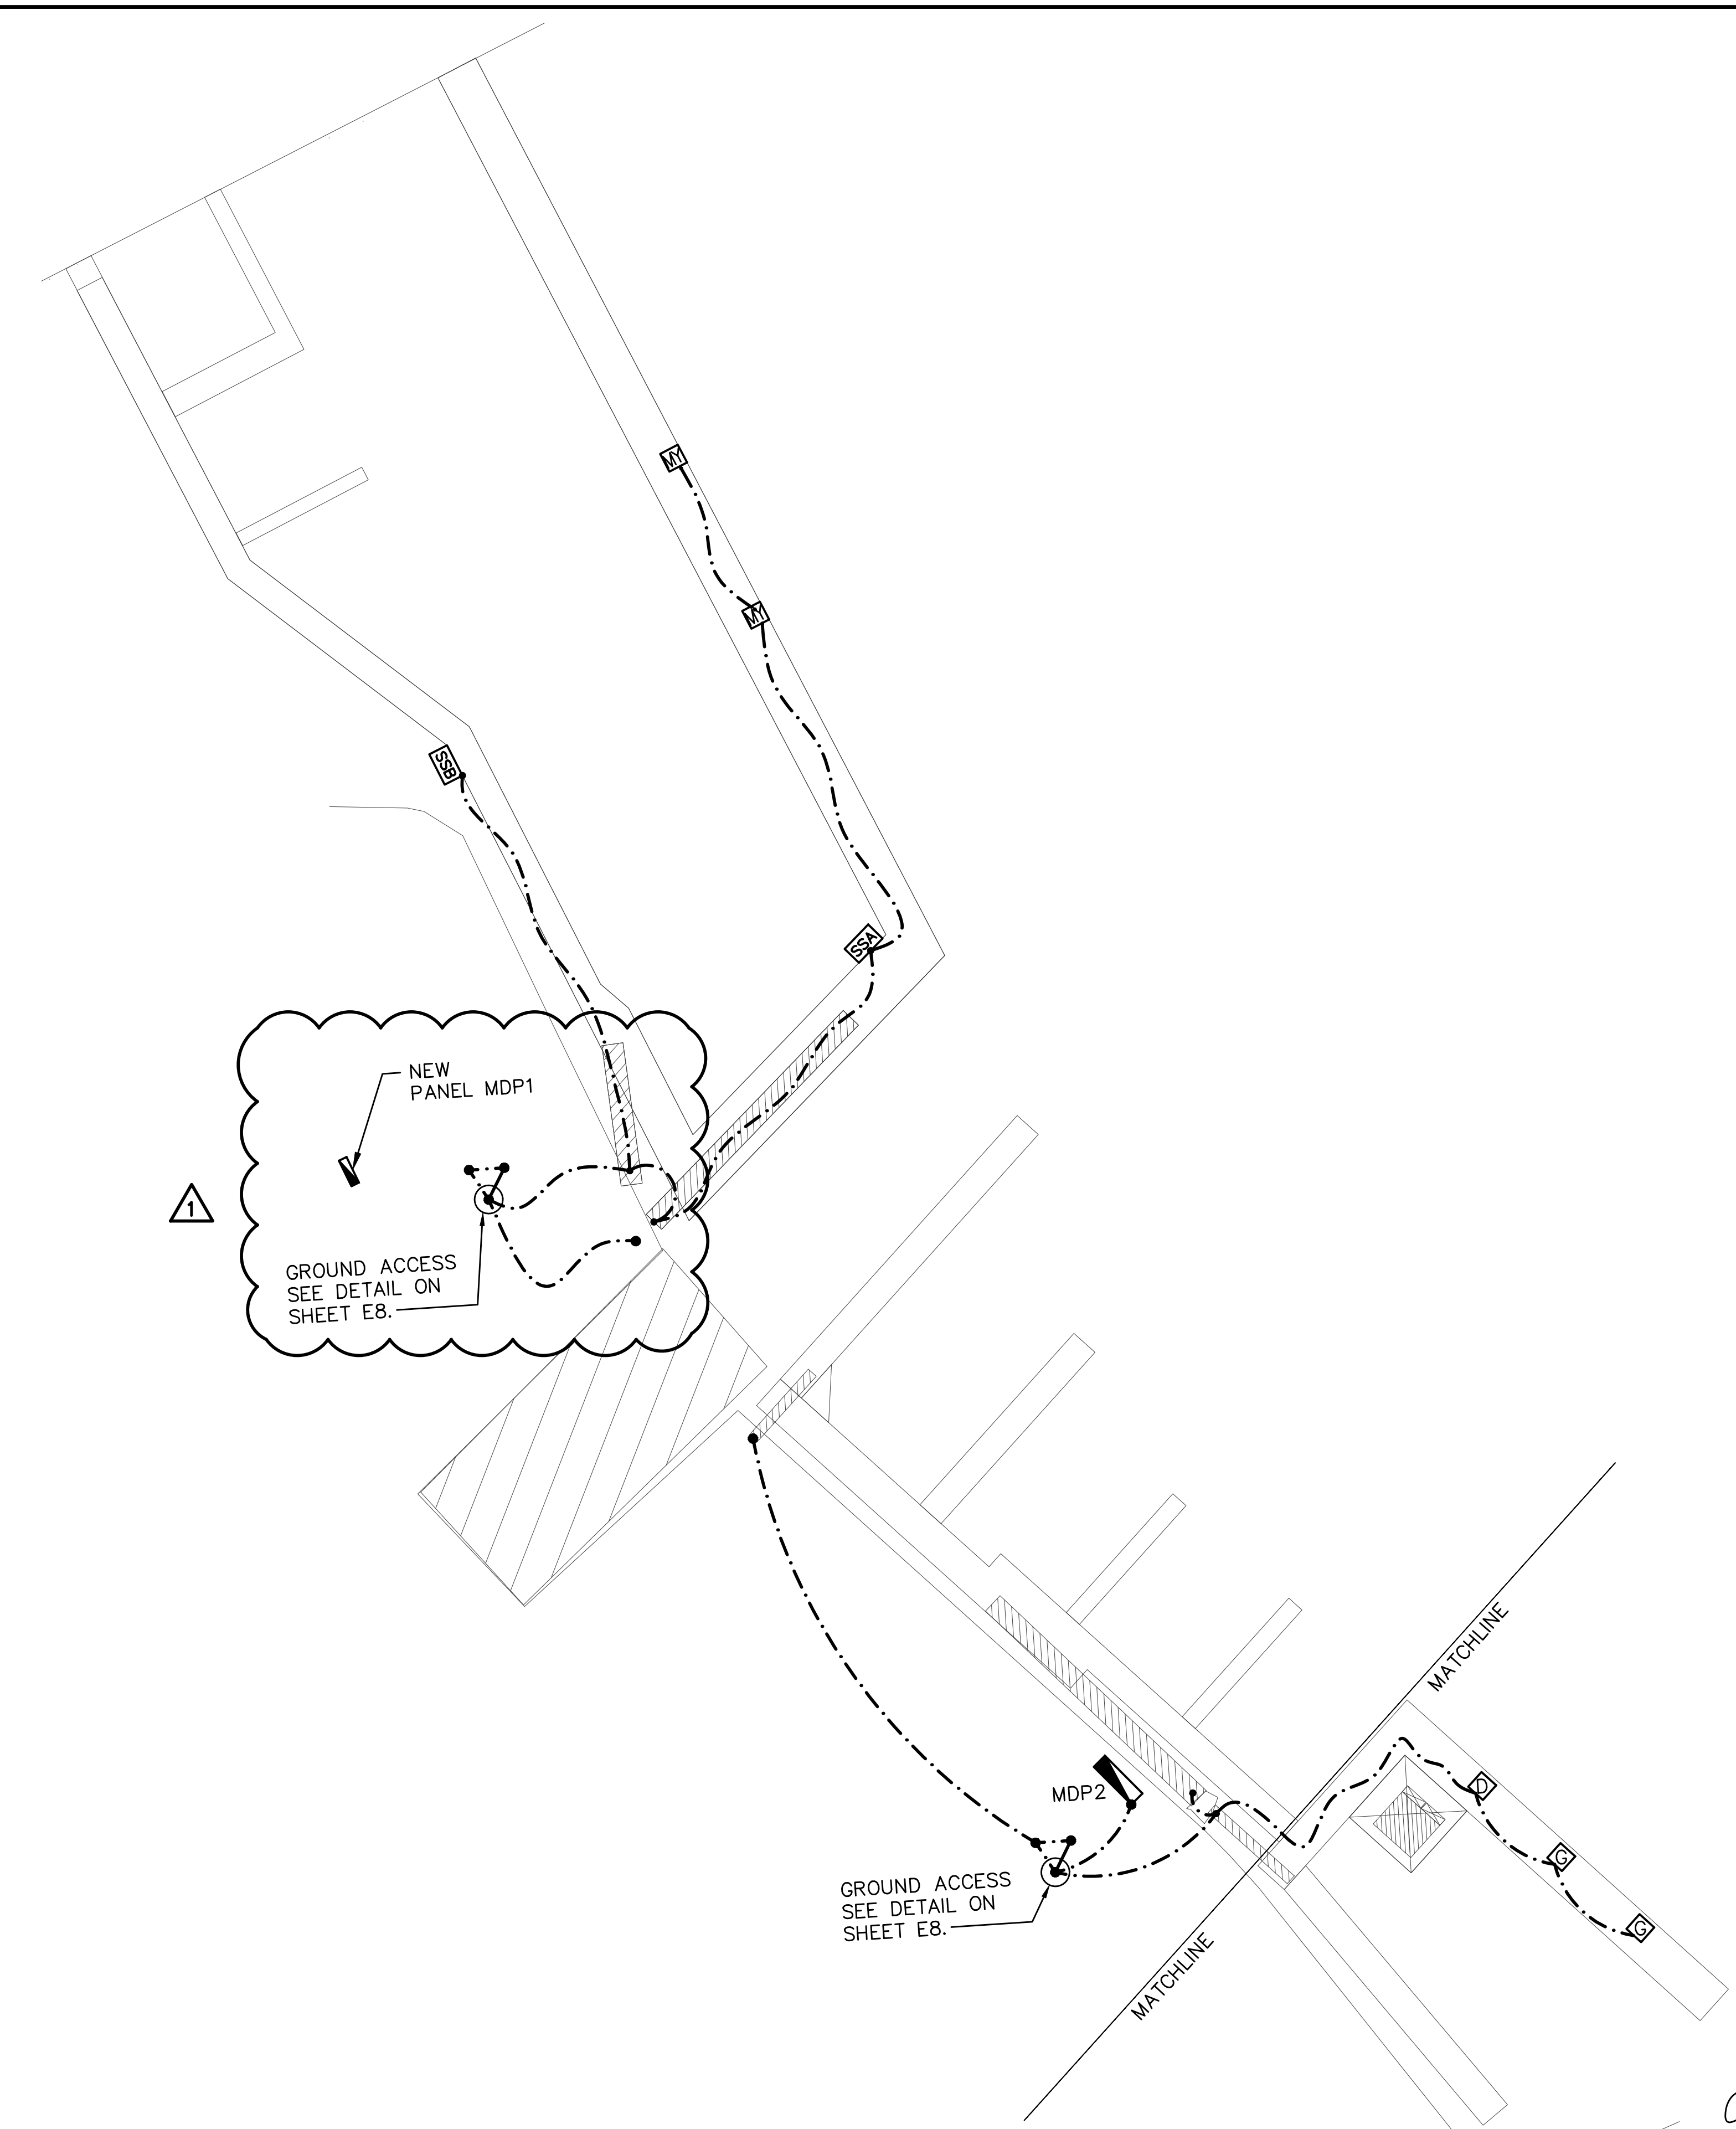 MY
MY
SSB
SSA
NEW
PANEL MDP1
1
GROUND ACCESS
SEE DETAIL ON
SHEET E8.
MATCHLINE
MDP2
D
G
G
GROUND ACCESS
SEE DETAIL ON
SHEET E8.
MATCHLINE